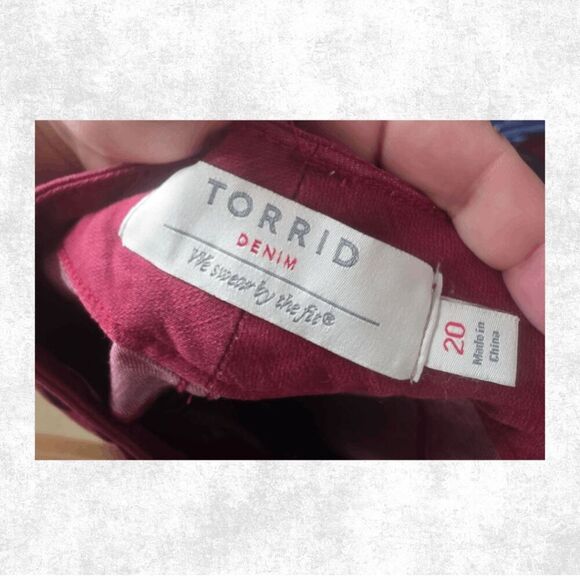 TORRID
DENIM
We swear by the fit®
20
Made in
China